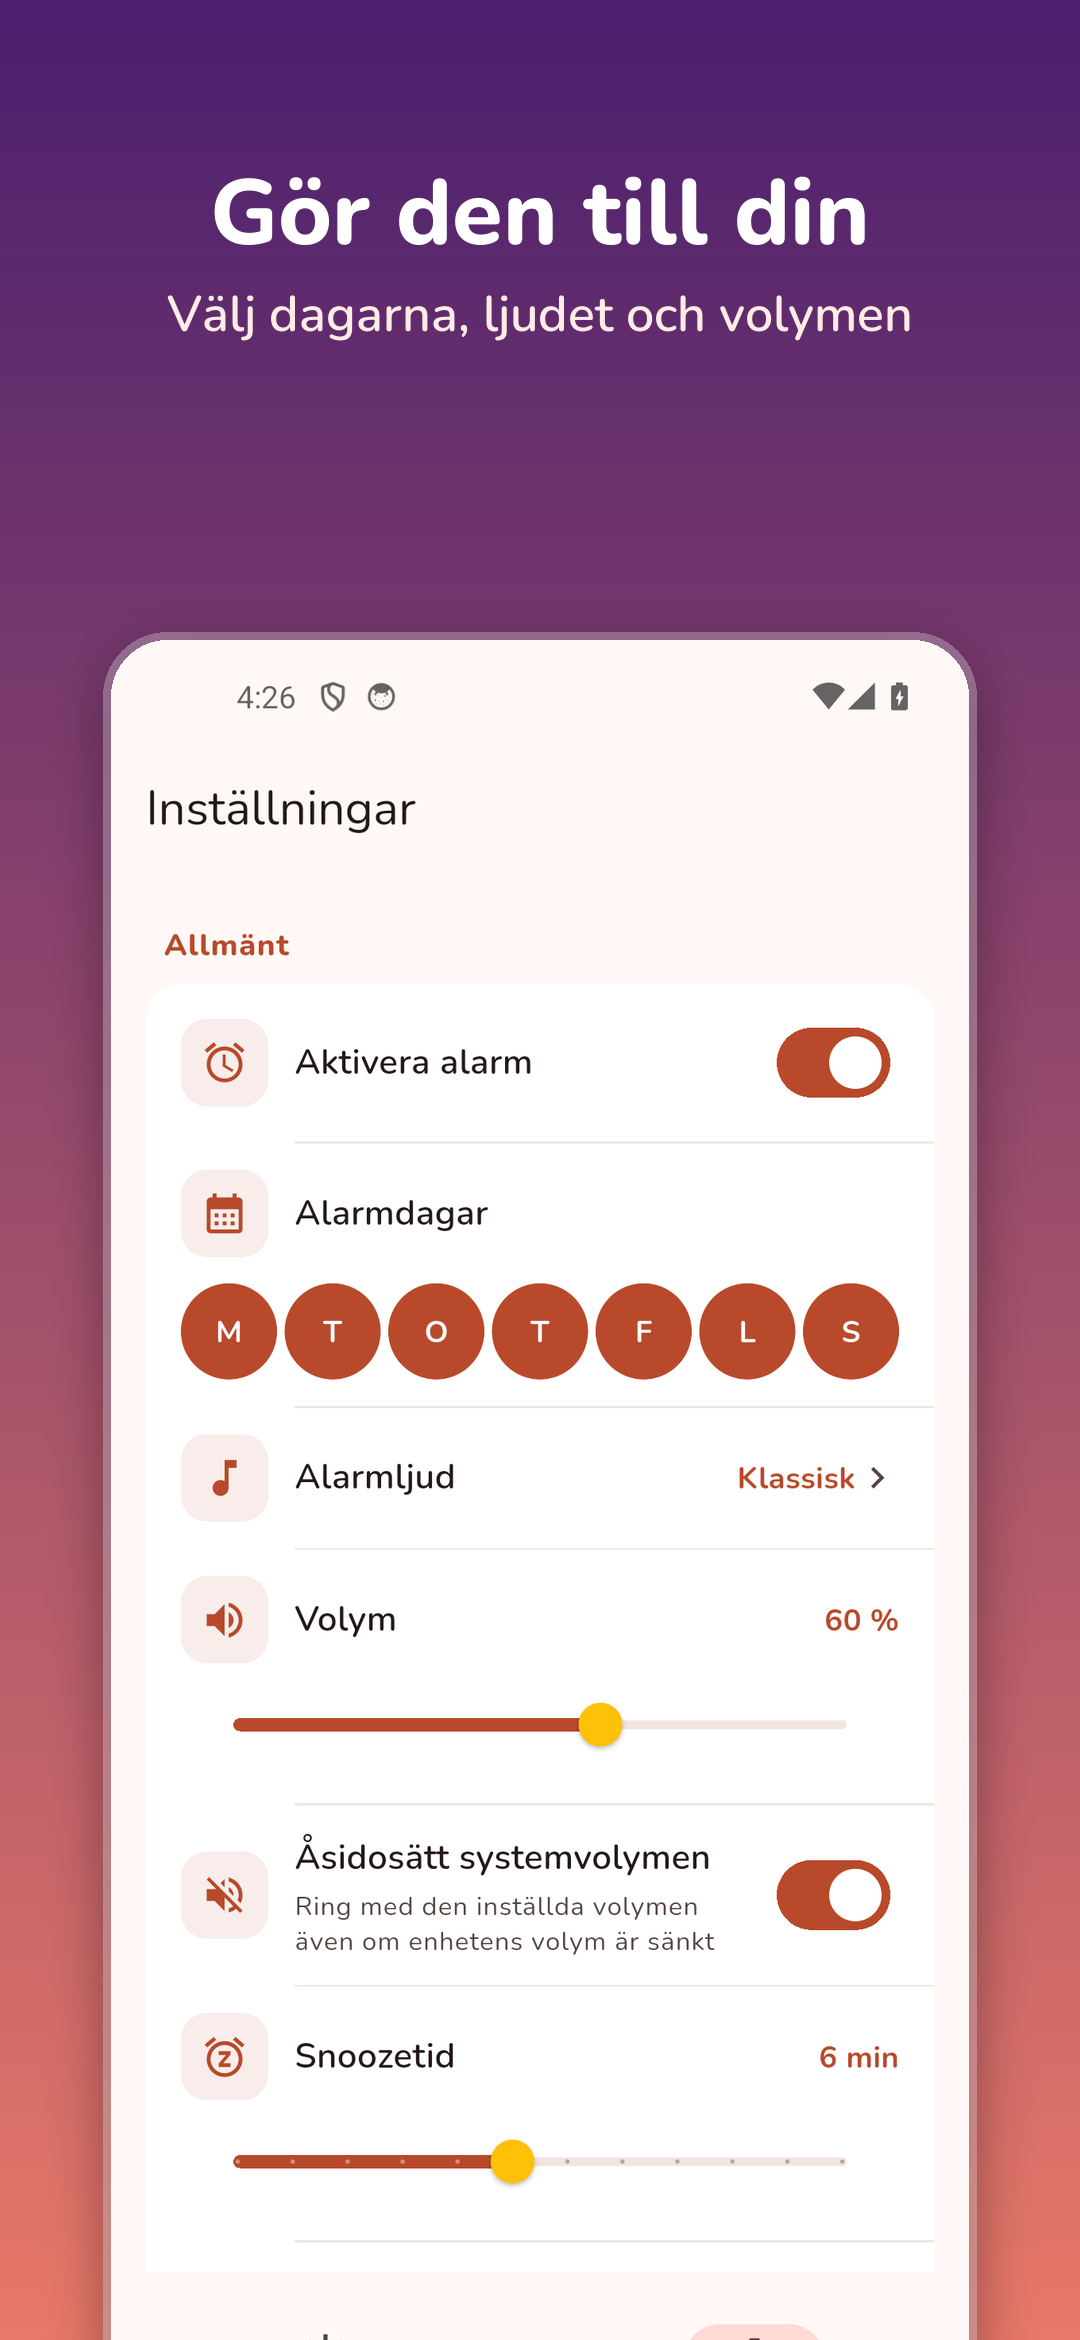 Gör den till din
Välj dagarna, ljudet och volymen
4:26
Inställningar
Allmänt
Aktivera alarm
Alarmdagar
M T O T F L S
Alarmljud
Klassisk
Volym
60 %
Åsidosätt systemvolymen
Ring med den inställda volymen
även om enhetens volym är sänkt
Snoozetid
6 min